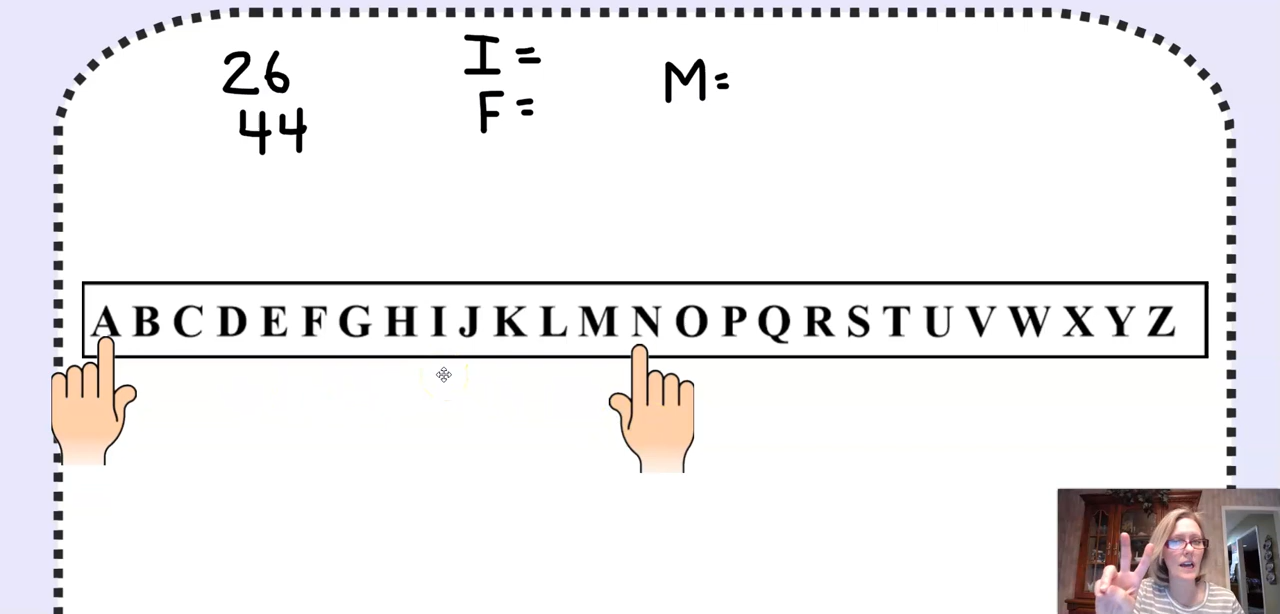 26
44
I =
F =
M=
A B C D E F G H I J K L M N O P Q R S T U V W X Y Z